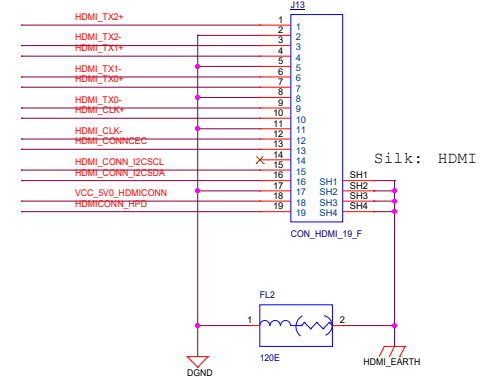 J13
HDMI_TX2+ 1 1
2 2
HDMI_TX2- 3 3
HDMI_TX1+ 4 4
5 5
HDMI_TX1- 6 6
HDMI_TX0+ 7 7
8 8
HDMI_TX0- 9 9
HDMI_CLK+ 10 10
11 11
HDMI_CLK- 12 12
HDMI_CONNCEC 13 13
14 14
HDMI_CONN_I2CSCL 15 15
HDMI_CONN_I2CSDA 16 16 SH1 SH1
17 17 SH2 SH2
VCC_5V0_HDMICONN 18 18 SH3 SH3
HDMICONN_HPD 19 19 SH4 SH4
Silk: HDMI
CON_HDMI_19_F
FL2
1 2
120E
DGND
HDMI_EARTH